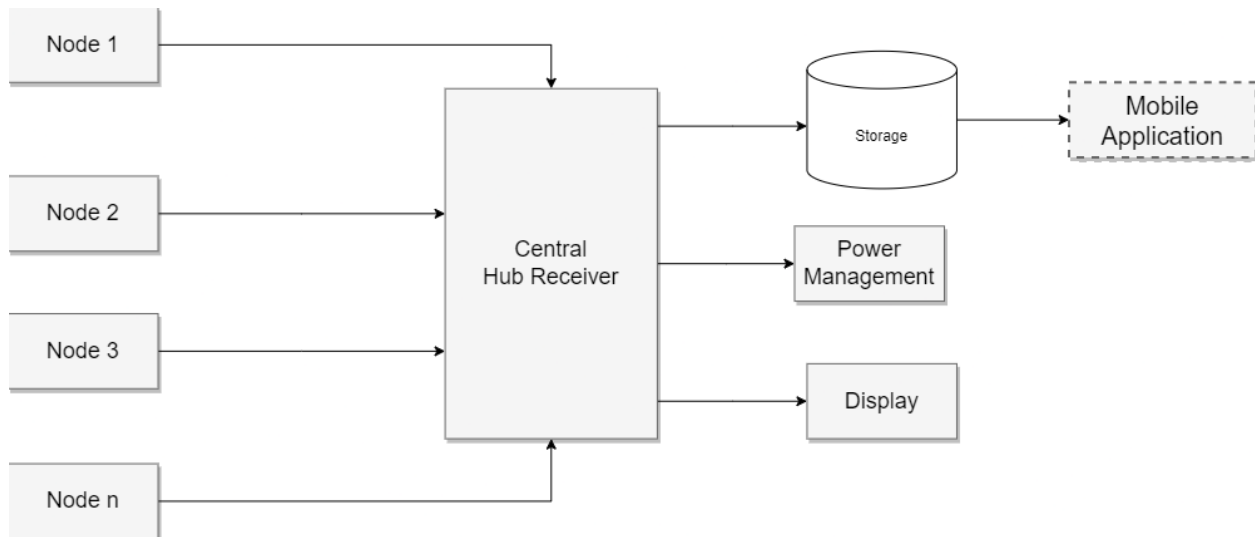 Node 1
Node 2
Node 3
Node n
Central
Hub Receiver
Storage
Mobile
Application
Power
Management
Display